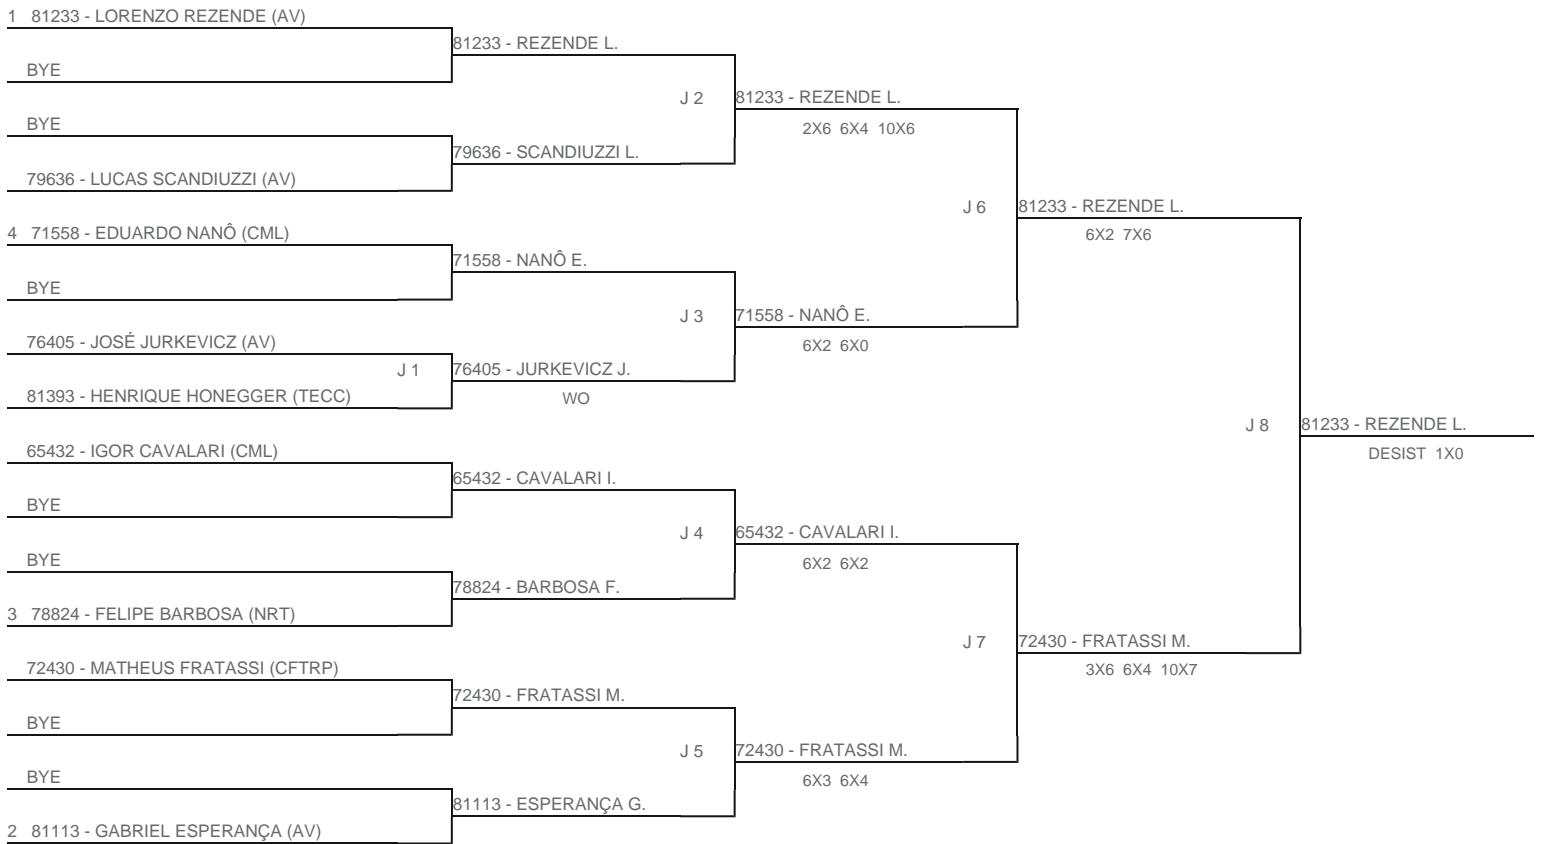 1 81233 - LORENZO REZENDE (AV)
81233 - REZENDE L.
BYE
J 2 81233 - REZENDE L.
2X6 6X4 10X6
BYE
79636 - SCANDIUZZI L.
79636 - LUCAS SCANDIUZZI (AV)
J 6 81233 - REZENDE L.
6X2 7X6
4 71558 - EDUARDO NANÔ (CML)
71558 - NANÔ E.
BYE
J 3 71558 - NANÔ E.
6X2 6X0
76405 - JOSÉ JURKEVICZ (AV)
J 1 76405 - JURKEVICZ J.
WO
81393 - HENRIQUE HONEGGER (TECC)
J 8 81233 - REZENDE L.
DESIST 1X0
65432 - IGOR CAVALARI (CML)
65432 - CAVALARI I.
BYE
J 4 65432 - CAVALARI I.
6X2 6X2
BYE
78824 - BARBOSA F.
3 78824 - FELIPE BARBOSA (NRT)
J 7 72430 - FRATASSI M.
3X6 6X4 10X7
72430 - MATHEUS FRATASSI (CFTRP)
72430 - FRATASSI M.
BYE
J 5 72430 - FRATASSI M.
6X3 6X4
BYE
81113 - ESPERANÇA G.
2 81113 - GABRIEL ESPERANÇA (AV)